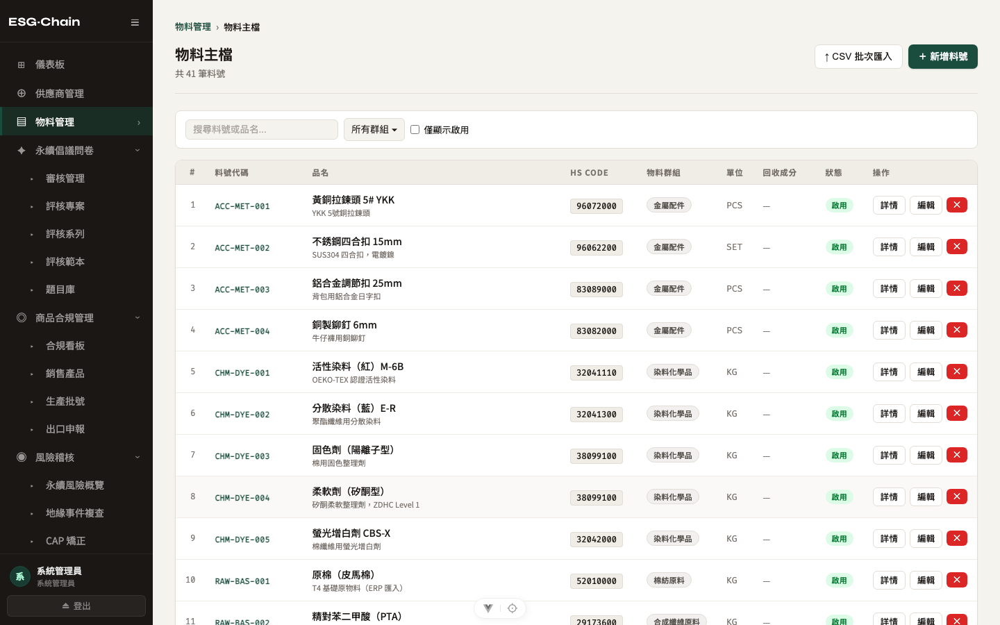 ESG-Chain
儀表板
供應商管理
物料管理
永續倡議問卷
審核管理
評核專案
評核系列
評核範本
題目庫
商品合規管理
合規看板
銷售產品
生產批號
出口申報
風險稽核
永續風險概覽
地緣事件複查
CAP 矯正
系
系統管理員
系統管理員
登出
物料管理 › 物料主檔
物料主檔
共 41 筆料號
↑ CSV 批次匯入
+ 新增料號
搜尋料號或品名...
所有群組
僅顯示啟用
# 料號代碼 品名 HS CODE 物料群組 單位 回收成分 狀態 操作
1 ACC-MET-001 黃銅拉鍊頭 5# YKK 96072000 金屬配件 PCS — 啟用 詳情 編輯 ✕
YKK 5號銅拉鍊頭
2 ACC-MET-002 不銹鋼四合扣 15mm 96062200 金屬配件 SET — 啟用 詳情 編輯 ✕
SUS304 四合扣，電鍍鎳
3 ACC-MET-003 鋁合金調節扣 25mm 83089000 金屬配件 PCS — 啟用 詳情 編輯 ✕
背包用鋁合金日字扣
4 ACC-MET-004 銅製鉚釘 6mm 83082000 金屬配件 PCS — 啟用 詳情 編輯 ✕
牛仔褲用銅鉚釘
5 CHM-DYE-001 活性染料（紅）M-6B 32041110 染料化學品 KG — 啟用 詳情 編輯 ✕
OEKO-TEX 認證活性染料
6 CHM-DYE-002 分散染料（藍）E-R 32041300 染料化學品 KG — 啟用 詳情 編輯 ✕
聚酯纖維用分散染料
7 CHM-DYE-003 固色劑（陽離子型） 38099100 染料化學品 KG — 啟用 詳情 編輯 ✕
棉用固色整理劑
8 CHM-DYE-004 柔軟劑（矽酮型） 38099100 染料化學品 KG — 啟用 詳情 編輯 ✕
矽酮柔軟整理劑，ZDHC Level 1
9 CHM-DYE-005 螢光增白劑 CBS-X 32042000 染料化學品 KG — 啟用 詳情 編輯 ✕
棉纖維用螢光增白劑
10 RAW-BAS-001 原棉（皮馬棉） 52010000 棉紡原料 KG — 啟用 詳情 編輯 ✕
T4 基礎原物料（ERP 匯入）
11 RAW-BAS-002 精對苯二甲酸（PTA） 29173600 合成纖維原料 KG — 啟用 詳情 編輯 ✕